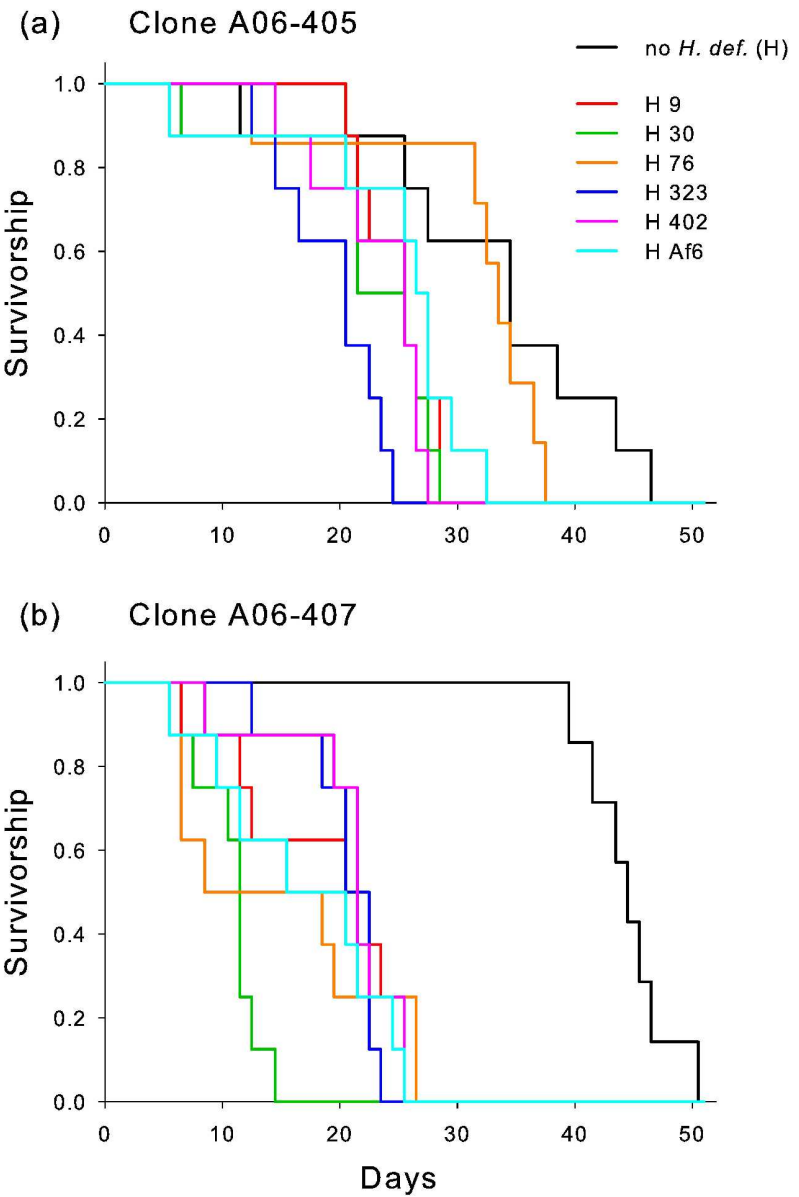 (a) Clone A06-405
no H. def. (H)
H 9
H 30
H 76
H 323
H 402
H Af6
Survivorship
1.0
0.8
0.6
0.4
0.2
0.0
0 10 20 30 40 50
(b) Clone A06-407
Survivorship
1.0
0.8
0.6
0.4
0.2
0.0
0 10 20 30 40 50
Days